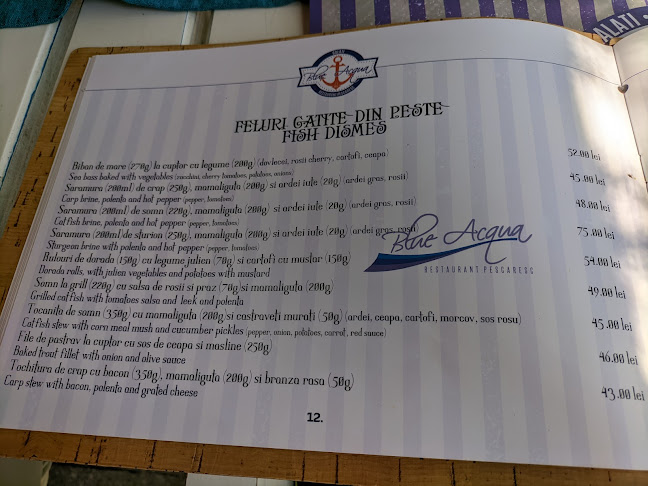 Blue Acqua
ALATI
FELURI GATITE DIN PESTE
FISH DISMES
Biban de mare (270g) la cuptor cu legume (200g) (dovlecei, rosii cherry, cartofi, ceapa) 52.00 lei
Sea bass baked with vegetables (zucchini, cherry tomatoes, potatoes, onions)
Saramura (200ml) de crap (250g), mamaliguta (200g) si ardei iute (20g) (ardei gras, rosii) 45.00 lei
Carp brine, polenta and hot pepper (pepper, tomatoes)
Saramura (200ml) de somn (220g), mamaliguta (200g) si ardei iute (20g) (ardei gras, rosii) 48.00 lei
Catfish brine, polenta and hot pepper (pepper, tomatoes)
Saramura (200ml) de sturion (250g), mamaliguta (200g) si ardei iute (20g) (ardei gras, rosii) 75.00 lei
Sturgeon brine with polenta and hot pepper (pepper, tomatoes)
Rulouri de dorada (150g) cu legume julien (70g) si cartofi cu mustar (150g) 54.00 lei
Dorada rolls, with julien vegetables and potatoes with mustard
Somn la grill (220g) cu salsa de rosii si praz (70g) si mamaliguta (200g) 49.00 lei
Grilled catfish with tomatoes salsa and leek and polenta
Tocanita de somn (350g) cu mamaliguta (200g) si castraveti murati (50g) (ardei, ceapa, cartofi, morcov, sos rosu) 45.00 lei
Catfish stew with corn meal mush and cucumber pickles (pepper, onion, potatoes, carrot, red sauce)
File de pastrav la cuptor cu sos de ceapa si masline (250g) 46.00 lei
Baked trout fillet with onion and olive sauce
Tochitura de crap cu bacon (350g), mamaliguta (200g) si branza rasa (50g) 43.00 lei
Carp stew with bacon, polenta and grated cheese
Blue Acqua
RESTAURANT PESCARESC
12.